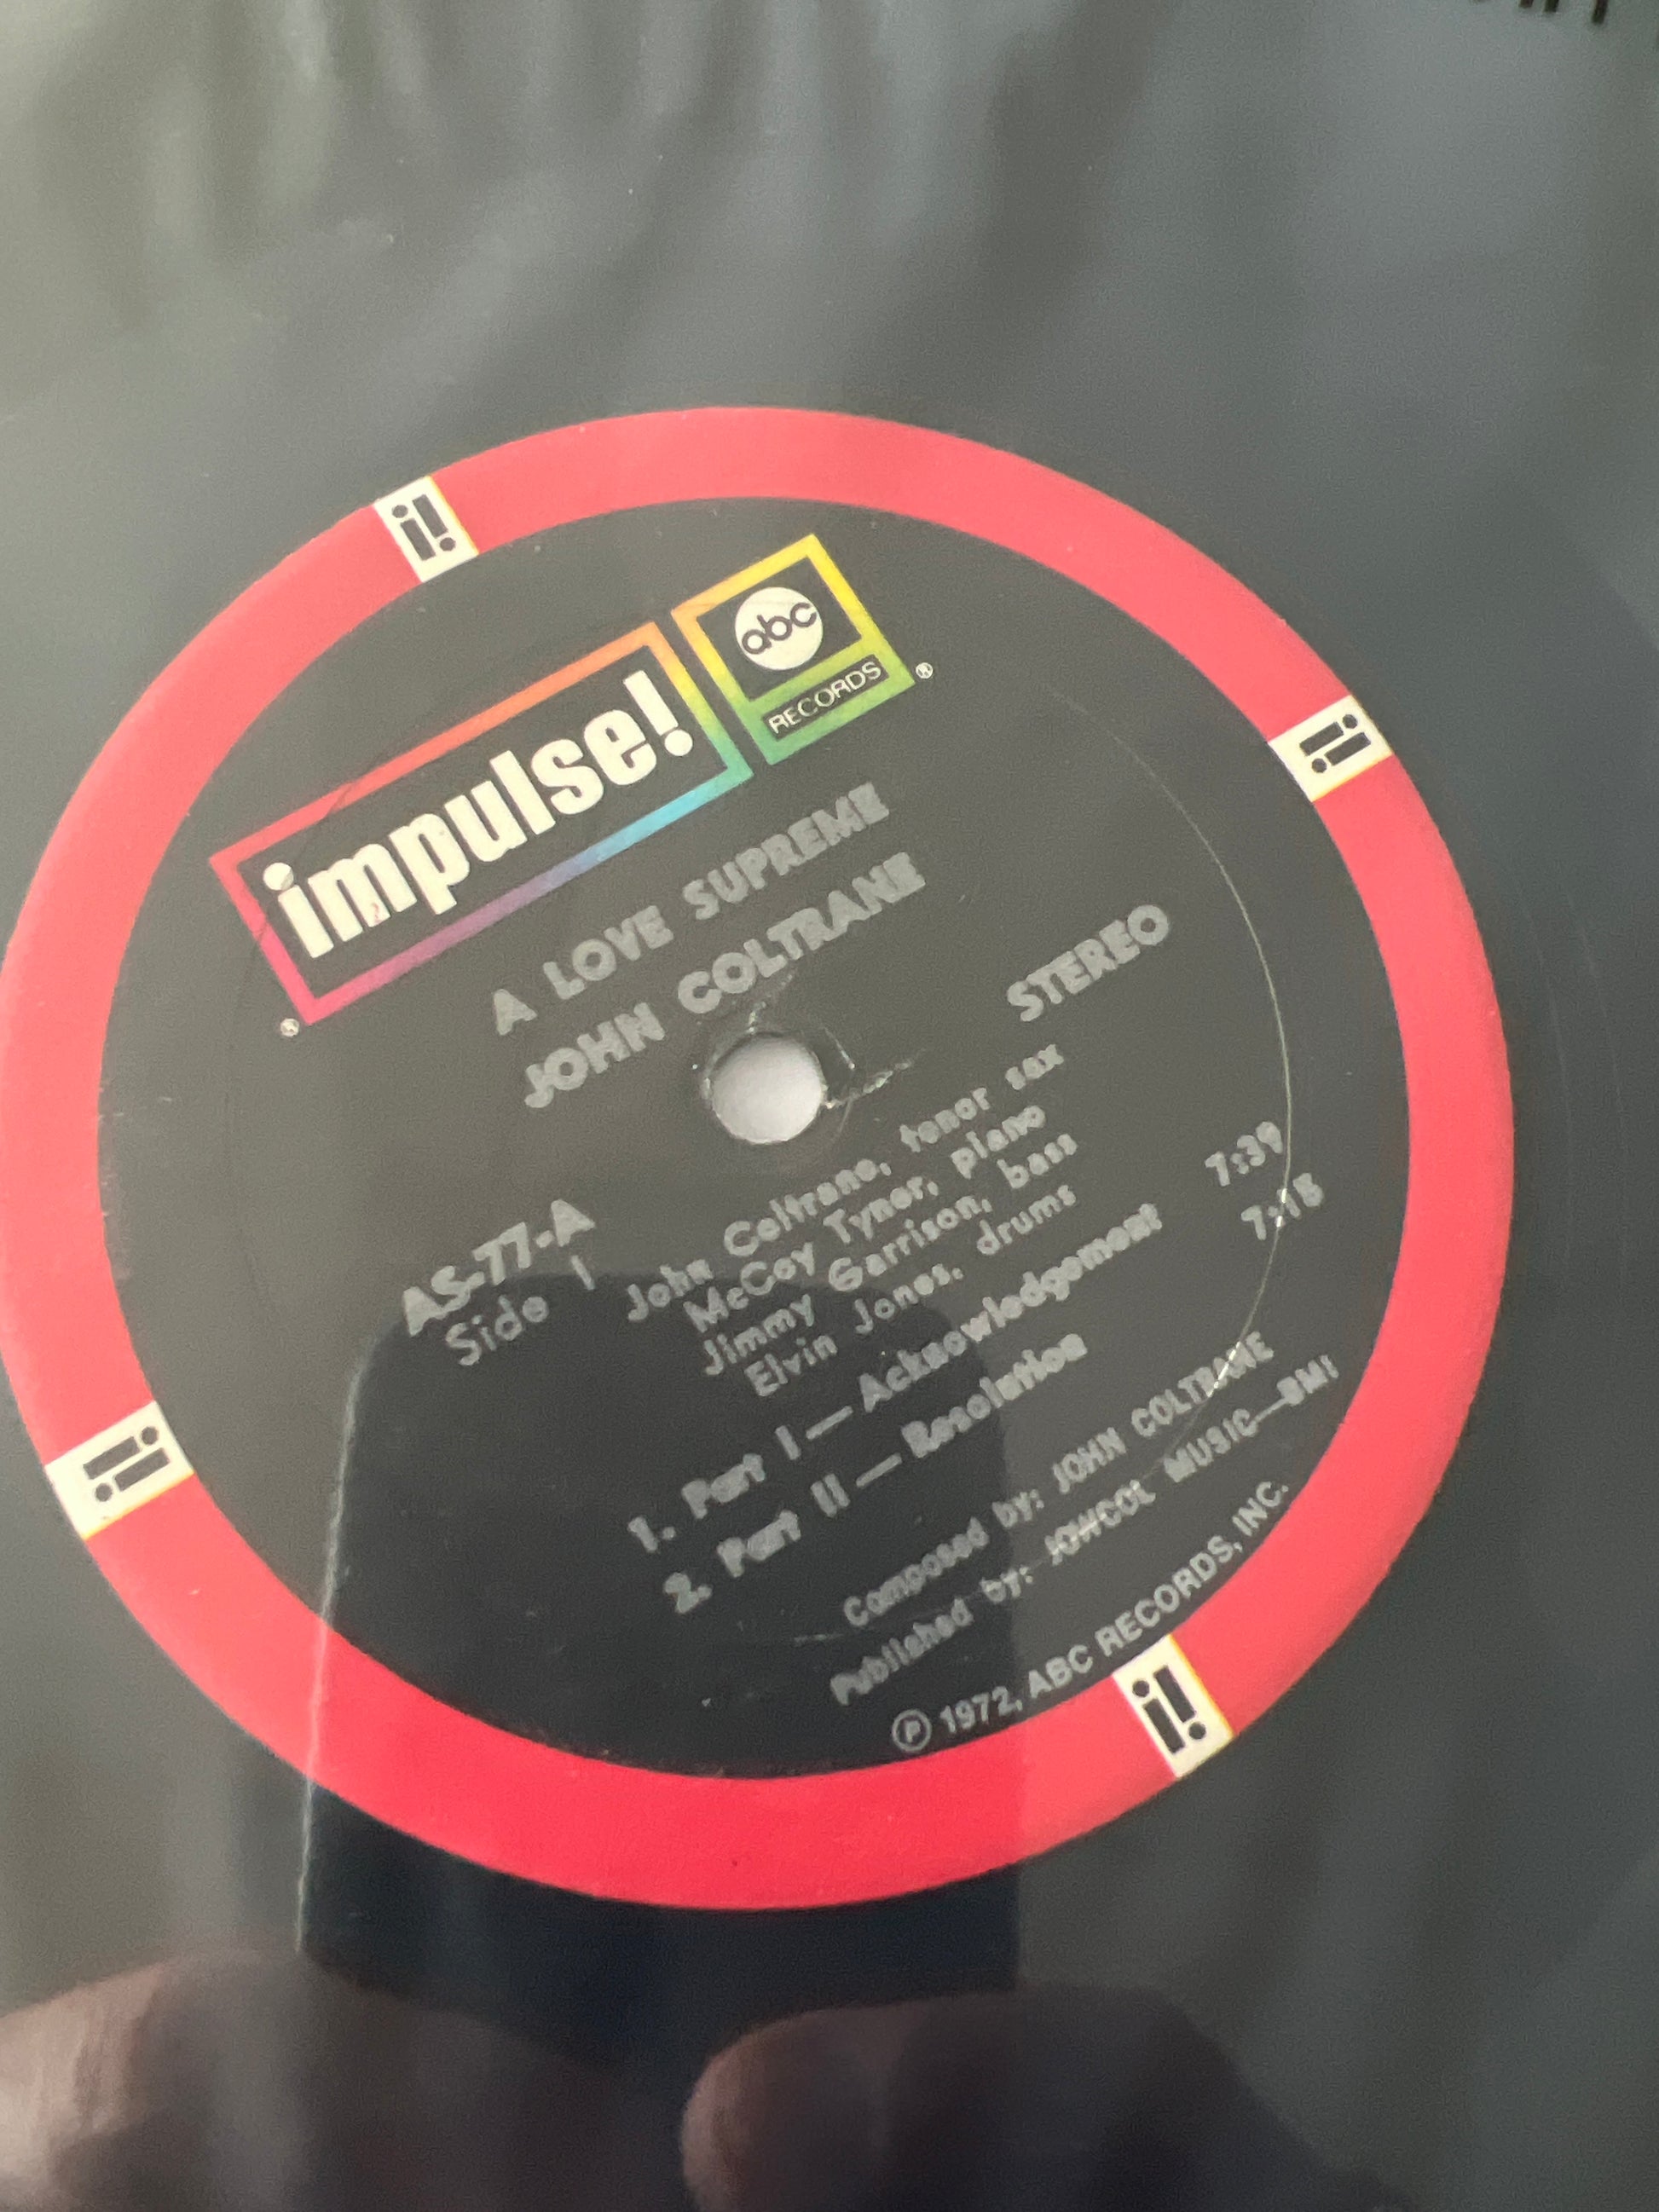 i!
impulse!
®
abc
RECORDS
®
i!
A LOVE SUPREME
JOHN COLTRANE
STEREO
AS-77-A
Side 1
John Coltrane, tenor sax
McCoy Tyner, piano
Jimmy Garrison, bass
Elvin Jones, drums
1. Part I — Acknowledgement 7:39
2. Part II — Resolution 7:18
Composed by: JOHN COLTRANE
Published by: JOWCOL MUSIC—BMI
℗ 1972, ABC RECORDS, INC.
i!
i!